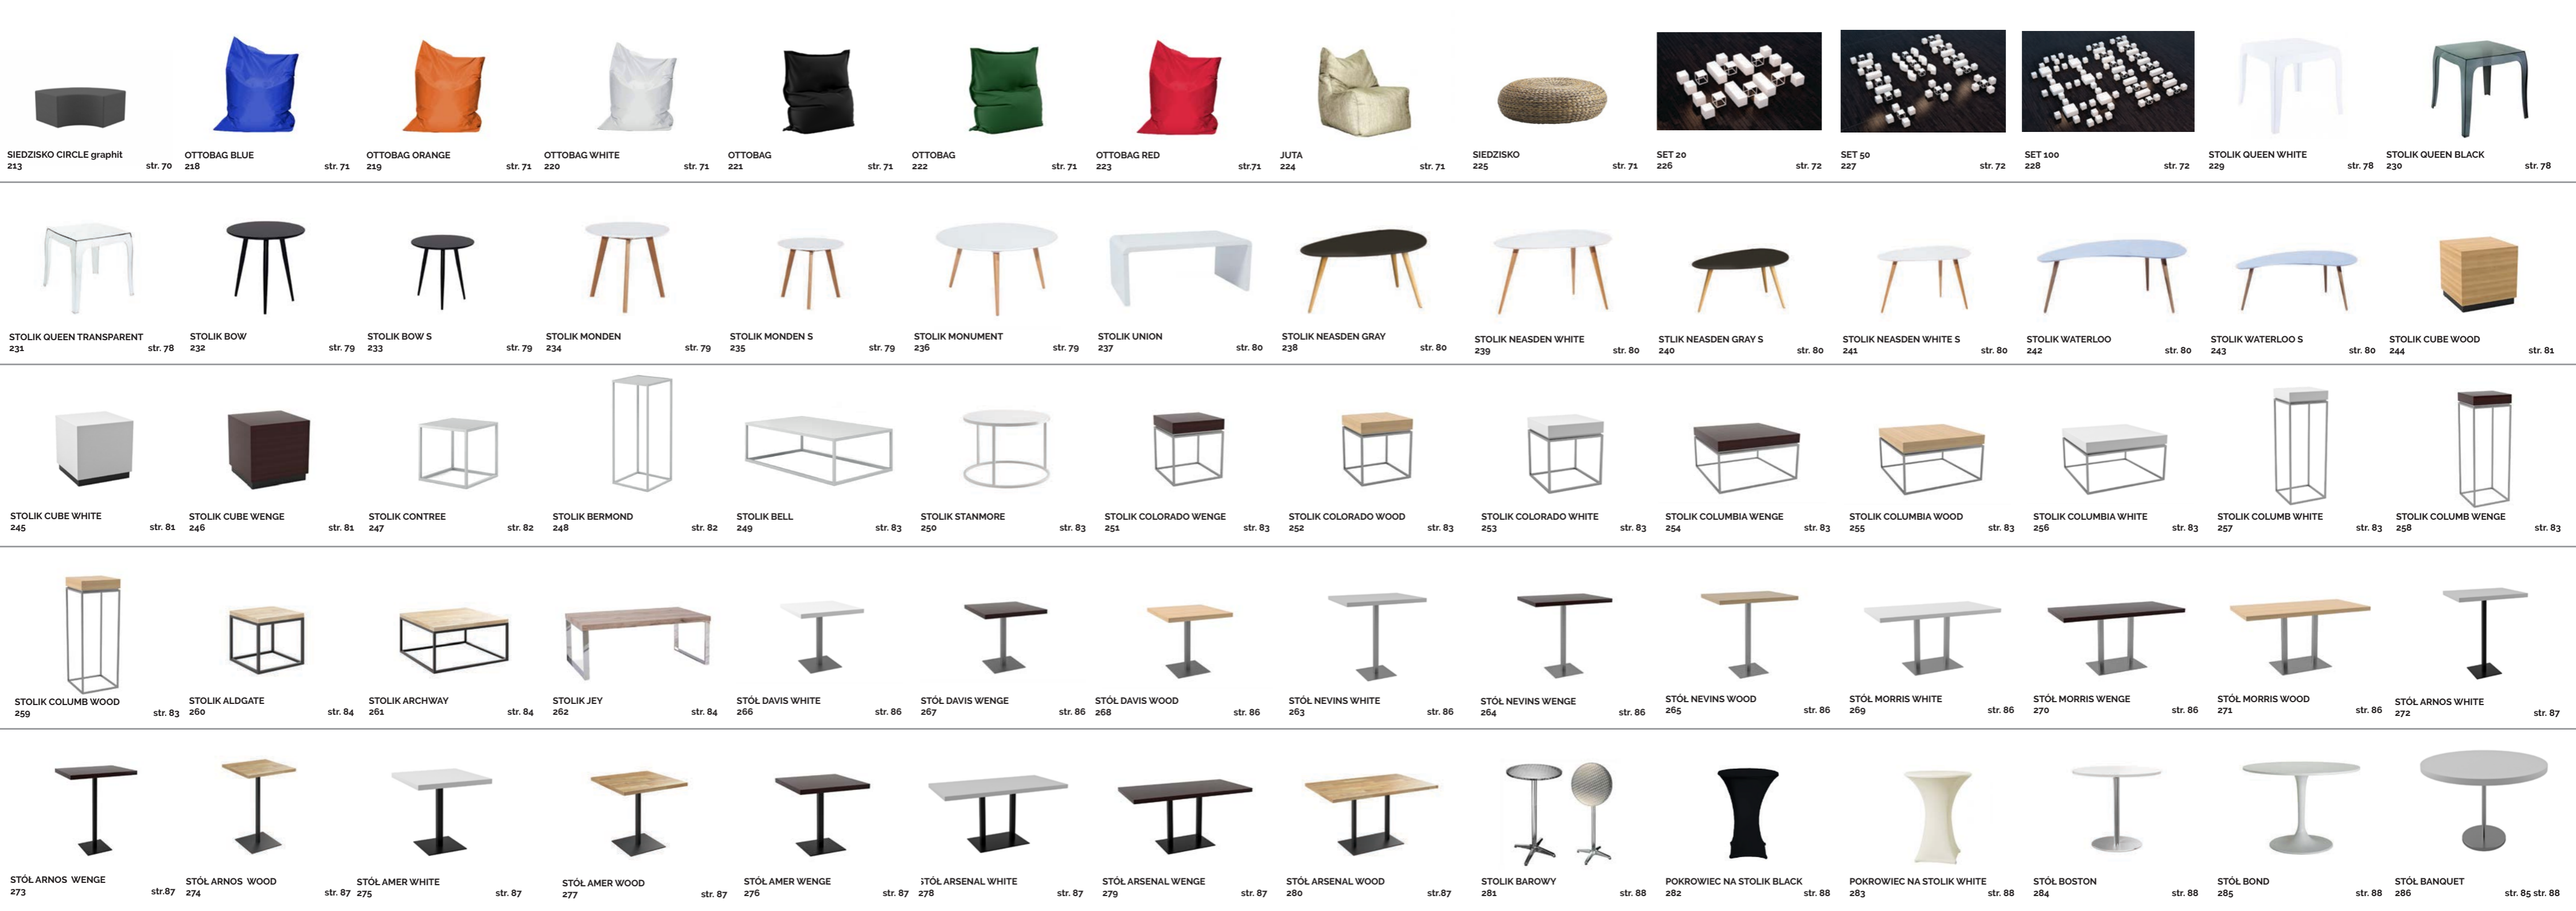 SIEDZISKO CIRCLE graphit
213 str. 70
OTTOBAG BLUE
218 str. 71
OTTOBAG ORANGE
219 str. 71
OTTOBAG WHITE
220 str. 71
OTTOBAG
221 str. 71
OTTOBAG
222 str. 71
OTTOBAG RED
223 str.71
JUTA
224 str. 71
SIEDZISKO
225 str. 71
SET 20
226 str. 72
SET 50
227 str. 72
SET 100
228 str. 72
STOLIK QUEEN WHITE
229 str. 78
STOLIK QUEEN BLACK
230 str. 78
STOLIK QUEEN TRANSPARENT
231 str. 78
STOLIK BOW
232 str. 79
STOLIK BOW S
233 str. 79
STOLIK MONDEN
234 str. 79
STOLIK MONDEN S
235 str. 79
STOLIK MONUMENT
236 str. 79
STOLIK UNION
237 str. 80
STOLIK NEASDEN GRAY
238 str. 80
STOLIK NEASDEN WHITE
239 str. 80
STLIK NEASDEN GRAY S
240 str. 80
STOLIK NEASDEN WHITE S
241 str. 80
STOLIK WATERLOO
242 str. 80
STOLIK WATERLOO S
243 str. 80
STOLIK CUBE WOOD
244 str. 81
STOLIK CUBE WHITE
245 str. 81
STOLIK CUBE WENGE
246 str. 81
STOLIK CONTREE
247 str. 82
STOLIK BERMOND
248 str. 82
STOLIK BELL
249 str. 83
STOLIK STANMORE
250 str. 83
STOLIK COLORADO WENGE
251 str. 83
STOLIK COLORADO WOOD
252 str. 83
STOLIK COLORADO WHITE
253 str. 83
STOLIK COLUMBIA WENGE
254 str. 83
STOLIK COLUMBIA WOOD
255 str. 83
STOLIK COLUMBIA WHITE
256 str. 83
STOLIK COLUMB WHITE
257 str. 83
STOLIK COLUMB WENGE
258 str. 83
STOLIK COLUMB WOOD
259 str. 83
STOLIK ALDGATE
260 str. 84
STOLIK ARCHWAY
261 str. 84
STOLIK JEY
262 str. 84
STÓŁ DAVIS WHITE
266 str. 86
STÓŁ DAVIS WENGE
267 str. 86
STÓŁ DAVIS WOOD
268 str. 86
STÓŁ NEVINS WHITE
263 str. 86
STÓŁ NEVINS WENGE
264 str. 86
STÓŁ NEVINS WOOD
265 str. 86
STÓŁ MORRIS WHITE
269 str. 86
STÓŁ MORRIS WENGE
270 str. 86
STÓŁ MORRIS WOOD
271 str. 86
STÓŁ ARNOS WHITE
272 str. 87
STÓŁ ARNOS WENGE
273 str.87
STÓŁ ARNOS WOOD
274 str. 87
STÓŁ AMER WHITE
275 str. 87
STÓŁ AMER WOOD
277 str. 87
STÓŁ AMER WENGE
276 str. 87
STÓŁ ARSENAL WHITE
278 str. 87
STÓŁ ARSENAL WENGE
279 str. 87
STÓŁ ARSENAL WOOD
280 str.87
STOLIK BAROWY
281 str. 88
POKROWIEC NA STOLIK BLACK
282 str. 88
POKROWIEC NA STOLIK WHITE
283 str. 88
STÓŁ BOSTON
284 str. 88
STÓŁ BOND
285 str. 88
STÓŁ BANQUET
286 str. 85 str. 88